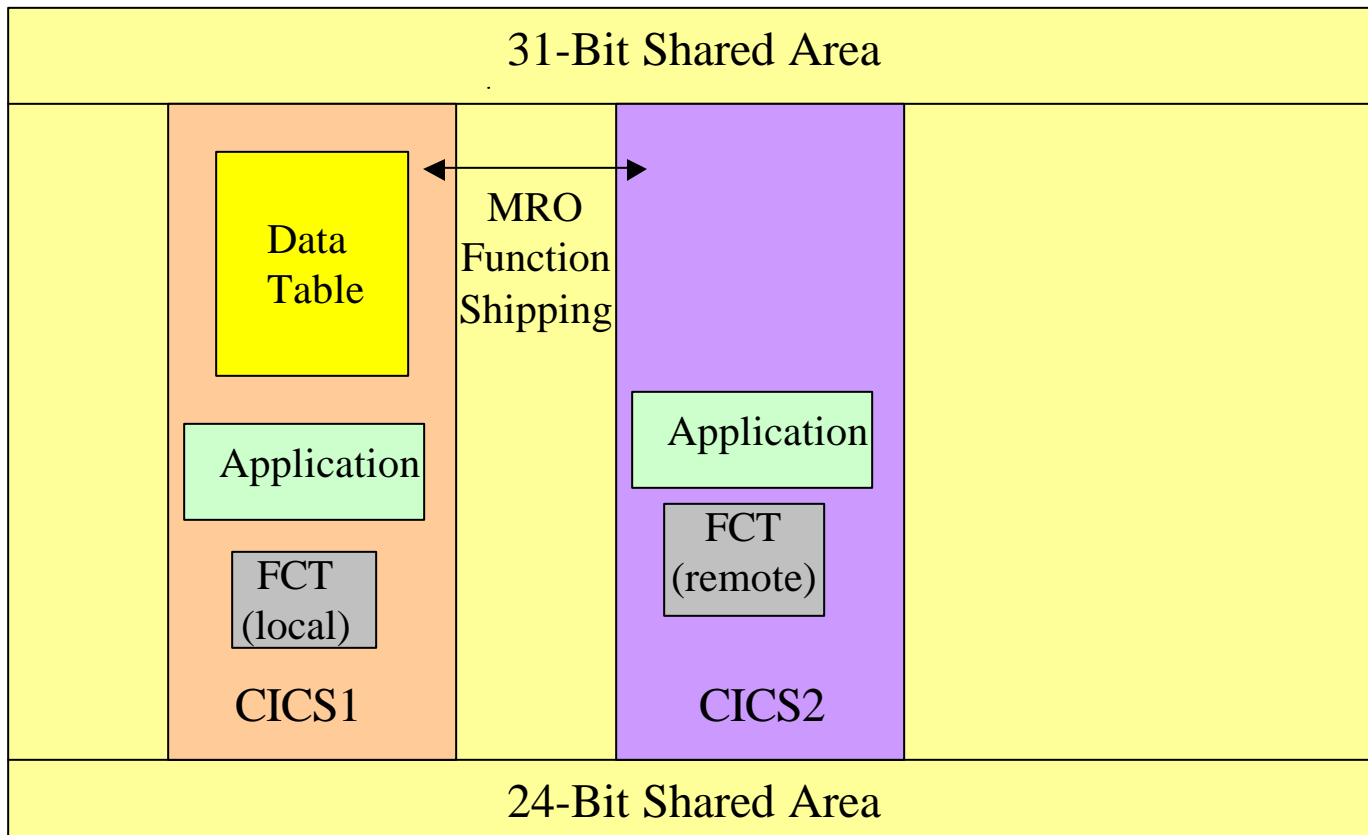 31-Bit Shared Area
Data
Table
MRO
Function
Shipping
Application
Application
FCT
(local)
FCT
(remote)
CICS1
CICS2
24-Bit Shared Area